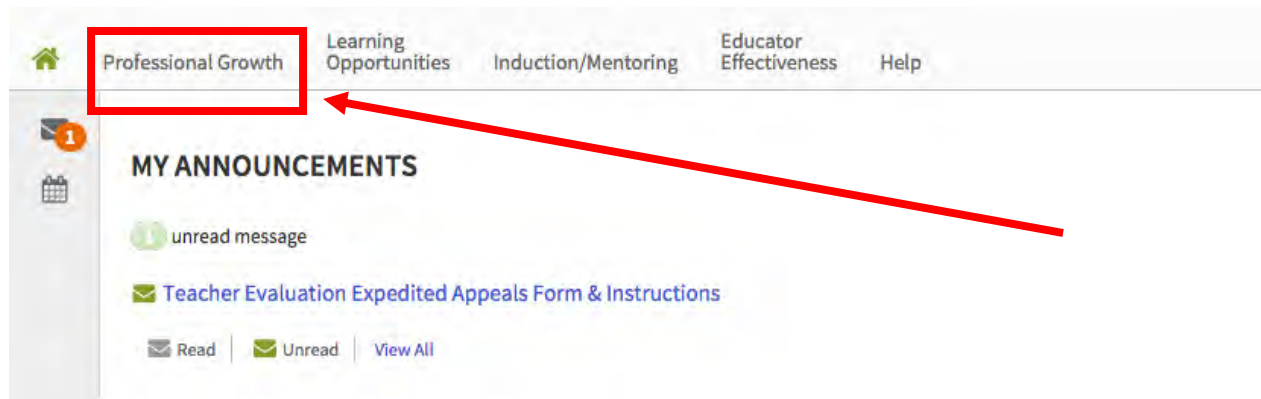 Professional Growth
Learning
Opportunities
Induction/Mentoring
Educator
Effectiveness
Help
1
MY ANNOUNCEMENTS
1 unread message
Teacher Evaluation Expedited Appeals Form & Instructions
Read Unread View All